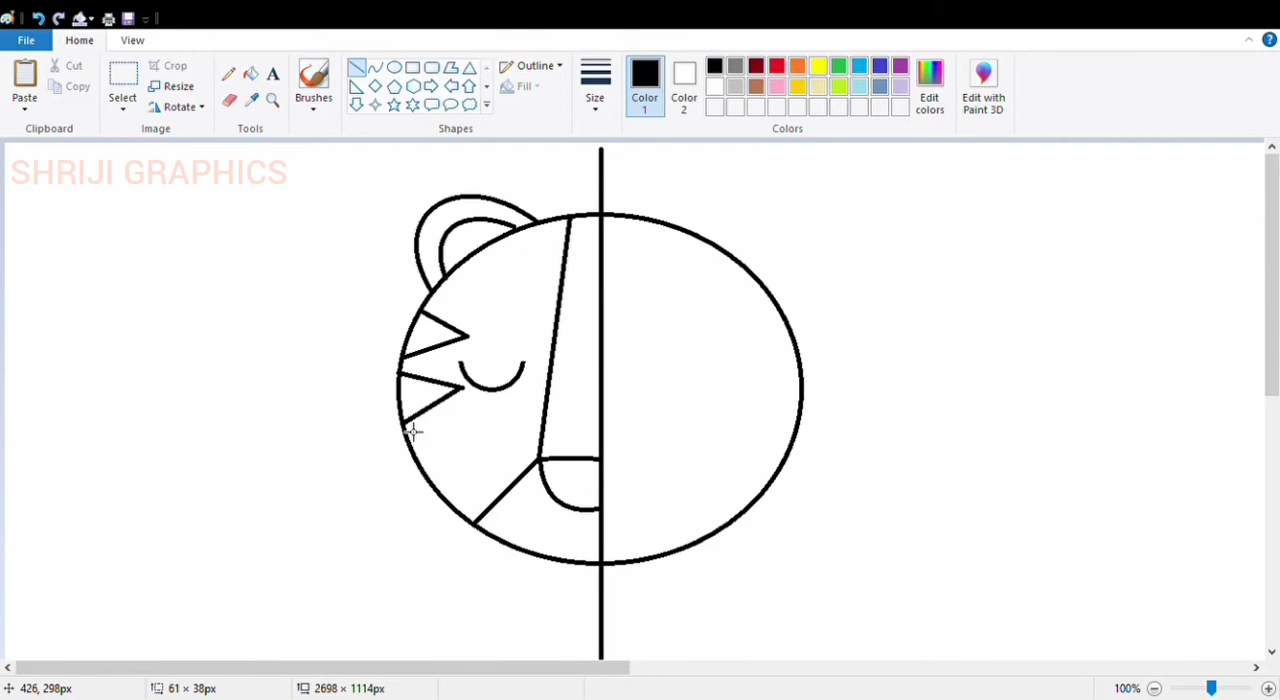 File Home View
Paste
Cut
Copy
Clipboard
Select
Crop
Resize
Rotate
Image
A
Tools
Brushes
Outline
Fill
Shapes
Size
Color 1
Color 2
Edit colors
Colors
Edit with Paint 3D
SHRIJI GRAPHICS
426, 298px 61 × 38px 2698 × 1114px 100%